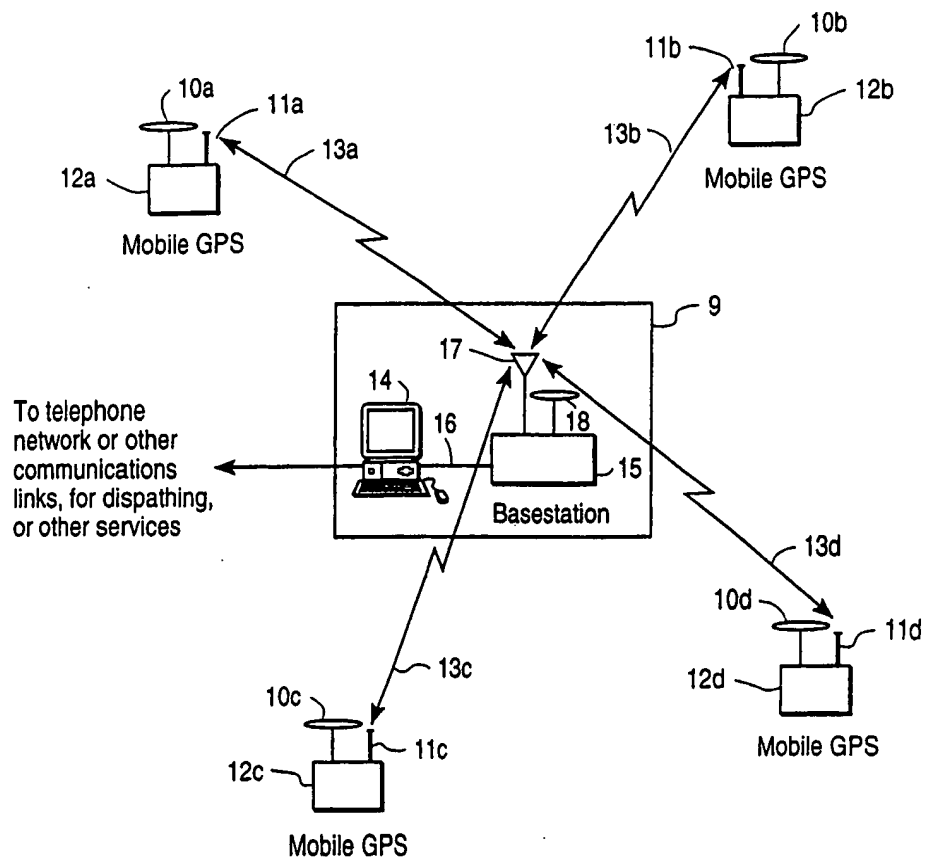 10b
11b
12b
10a
11a
13b
13a
12a
Mobile GPS
Mobile GPS
9
17
14
To telephone
network or other
communications
links, for dispathing,
or other services
16
18
15
Basestation
13d
10d
11d
13c
12d
10c
11c
Mobile GPS
12c
Mobile GPS